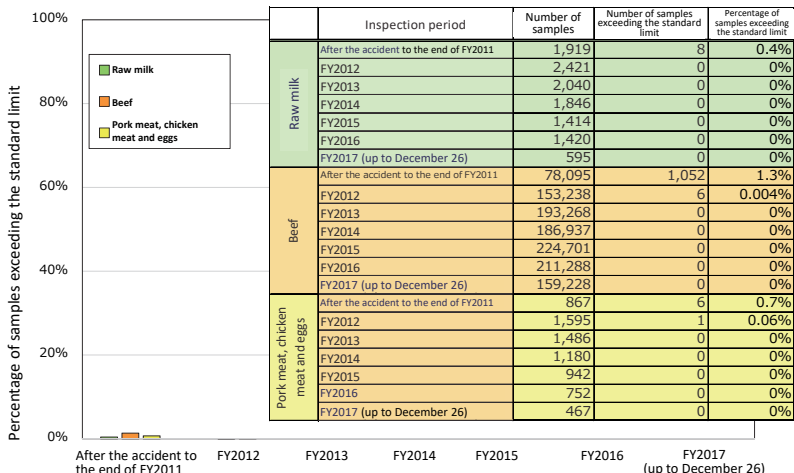 Percentage of samples exceeding the standard limit
100%
80%
60%
40%
20%
0%
Raw milk
Beef
Pork meat, chicken
meat and eggs
Inspection period
Number of
samples
Number of samples
exceeding the standard
limit
Percentage of
samples exceeding
the standard limit
Raw milk
After the accident to the end of FY2011 1,919 8 0.4%
FY2012 2,421 0 0%
FY2013 2,040 0 0%
FY2014 1,846 0 0%
FY2015 1,414 0 0%
FY2016 1,420 0 0%
FY2017 (up to December 26) 595 0 0%
Beef
After the accident to the end of FY2011 78,095 1,052 1.3%
FY2012 153,238 6 0.004%
FY2013 193,268 0 0%
FY2014 186,937 0 0%
FY2015 224,701 0 0%
FY2016 211,288 0 0%
FY2017 (up to December 26) 159,228 0 0%
Pork meat, chicken
meat and eggs
After the accident to the end of FY2011 867 6 0.7%
FY2012 1,595 1 0.06%
FY2013 1,486 0 0%
FY2014 1,180 0 0%
FY2015 942 0 0%
FY2016 752 0 0%
FY2017 (up to December 26) 467 0 0%
After the accident to
the end of FY2011
FY2012
FY2013
FY2014
FY2015
FY2016
FY2017
(up to December 26)